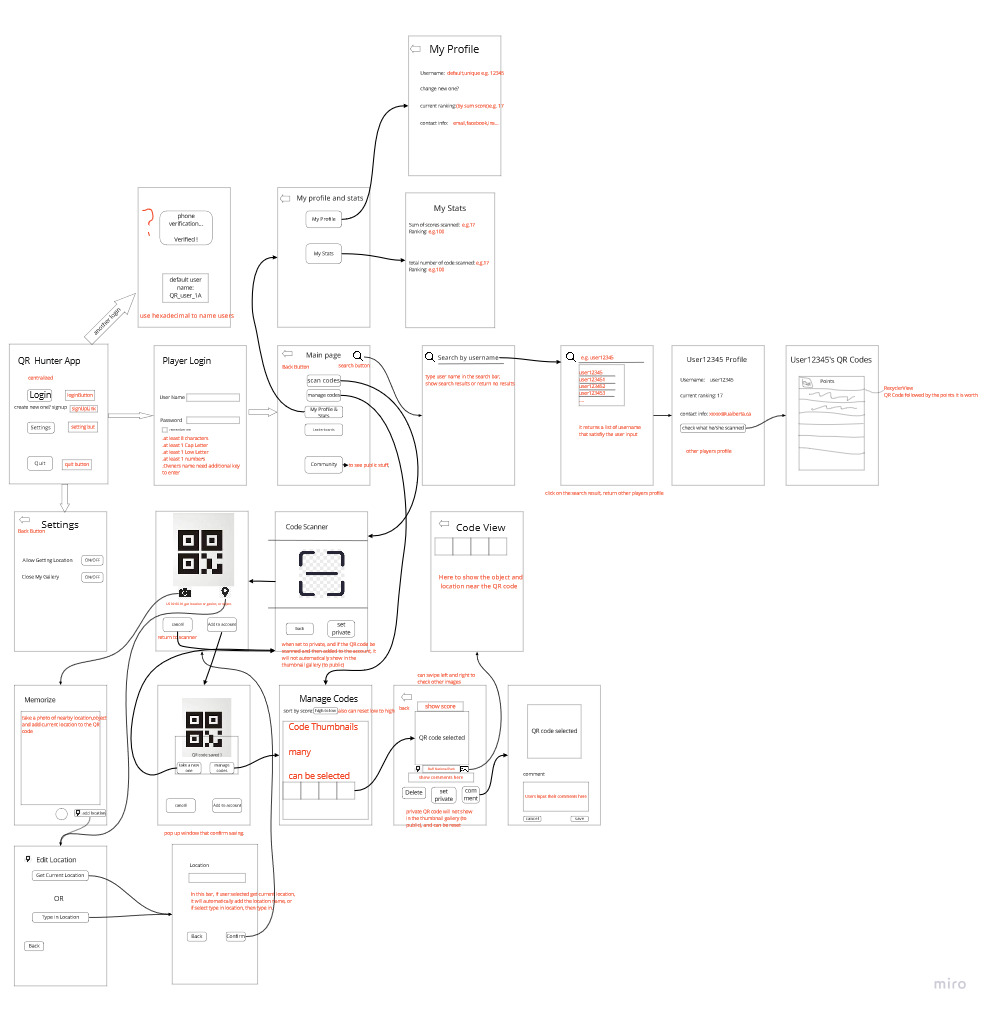 My Profile
Username: default,unique e.g. 12345
change new one?
current ranking:(by sum score)e.g. 1?
contact info:
My profile and stats
My Profile
My Stats
My Stats
Sum of scores scanned: e.g.1?
Ranking: e.g.100
total number of code scanned: e.g.1?
Ranking: e.g.100
?
phone
verification...
Verified !
default user
name:
QR_user_1A
use hexadecimal to name users
another login
QR Hunter App
centralized
Login
loginButton
create new one? signup
signUpLink
Settings
setting but
Quit
quit button
Player Login
User Name
Password
remember me
.at least 8 characters
.at least 1 Cap Letter
.at least 1 Low Letter
.at least 1 numbers
.Owners name need additional key
to enter
Main page
Back Button
search button
scan codes
manage codes
My Profile &
Stats
Community
to see public stuff,
Search by username
type user name in the search bar,
show search results or return no results
e.g. user12345
user12345
user123451
user123452
user123453
...
it returns a list of username
that satisfiy the user input
click on the search result, return other players profile
User12345 Profile
Username: user12345
current ranking: 1?
contact info: xxxxx@ualberta.ca
check what he/she scanned
other players profile
User12345's QR Codes
Points
RecyclerView
QR Code followed by the points it is worth
Settings
Back Button
Allow Getting Location
ON/OFF
Close My Gallery
ON/OFF
cancel
Add to account
return to scanner
Code Scanner
back
set
private
when set to private, and if the QR code be
scanned and then added to the account, it
will not automatically show in the
thumbnail gallery (to public)
Code View
Here to show the object and
location near the QR code
Memorize
take a photo of nearby location,object
and add current location to the QR
code
add location
QR code saved !
take a new
one
manage
codes
cancel
Add to account
pop up window that confirm saving.
Manage Codes
sort by score
high to low
also can reset low to high
Code Thumbnails
many
can be selected
can swipe left and right to
check other images
back
show score
QR code selected
show comments here
Delete
set
private
com
ment
private QR code will not show
in the thumbnail gallery (to
public), and can be reset
QR code selected
comment
Users input their comments here
cancel
save
Edit Location
Get Current Location
OR
Type in Location
Back
Location
In this bar, if user selected get current location,
it will automatically add the location name, or
if select type in location, then type in.
Back
Confirm
miro